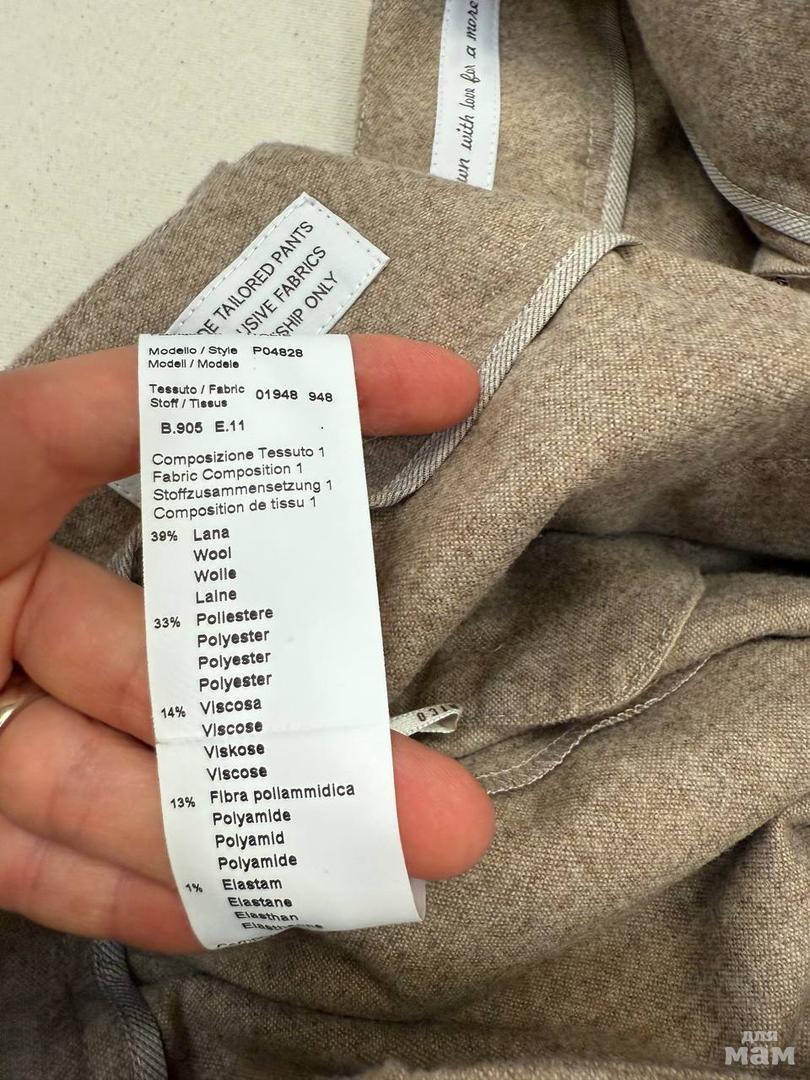 with love for a more
TAILORED PANTS
FABRICS
ONLY
Modello / Style P04828
Modell / Modele
Tessuto / Fabric 01948 948
Stoff / Tissus
B.905 E.11
Composizione Tessuto 1
Fabric Composition 1
Stoffzusammensetzung 1
Composition de tissu 1
39% Lana
Wool
Wolle
Laine
33% Poliestere
Polyester
Polyester
Polyester
14% Viscosa
Viscose
Viskose
Viscose
13% Fibra poliammidica
Polyamide
Polyamid
Polyamide
1% Elastam
Elastane
Elasthan
для
мам